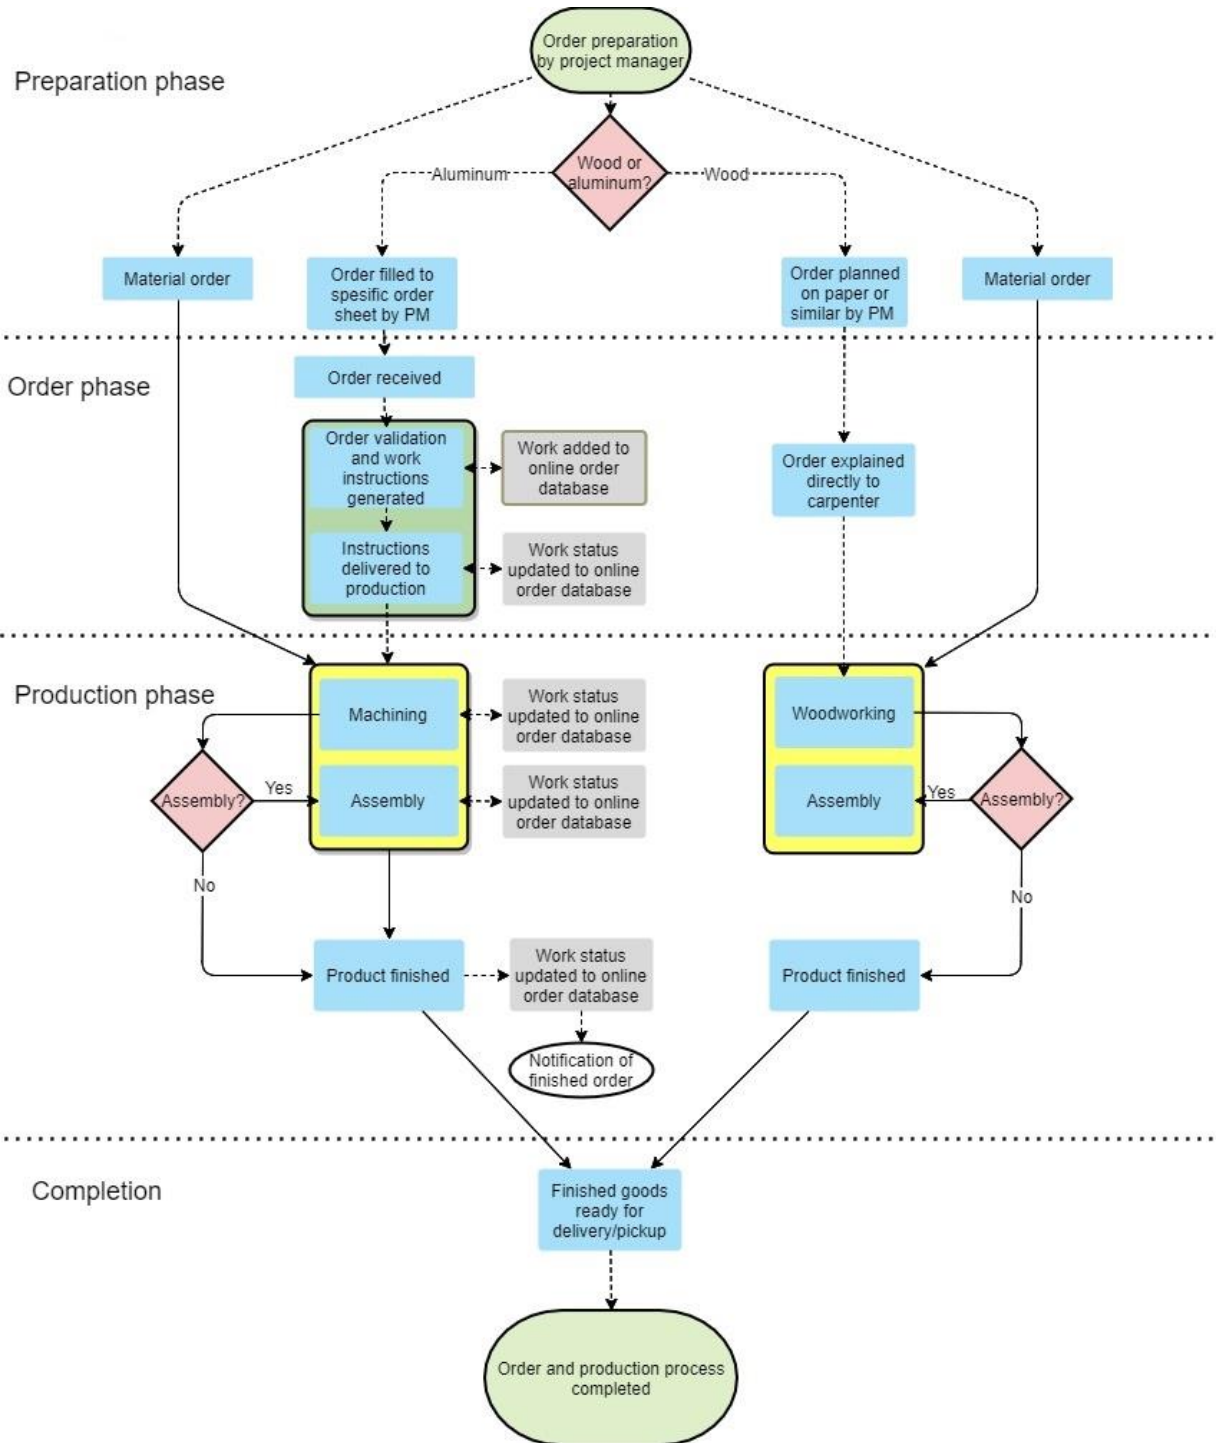 Order preparation
by project manager
Preparation phase
Wood or
aluminum?
Aluminum
Wood
Material order
Order filled to
spesific order
sheet by PM
Order planned
on paper or
similar by PM
Material order
Order phase
Order received
Order validation
and work
instructions
generated
Work added to
online order
database
Order explained
directly to
carpenter
Instructions
delivered to
production
Work status
updated to online
order database
Production phase
Machining
Work status
updated to online
order database
Woodworking
Assembly?
Yes
Assembly
Work status
updated to online
order database
Assembly
Yes
Assembly?
No
No
Product finished
Work status
updated to online
order database
Product finished
Notification of
finished order
Completion
Finished goods
ready for
delivery/pickup
Order and production process
completed